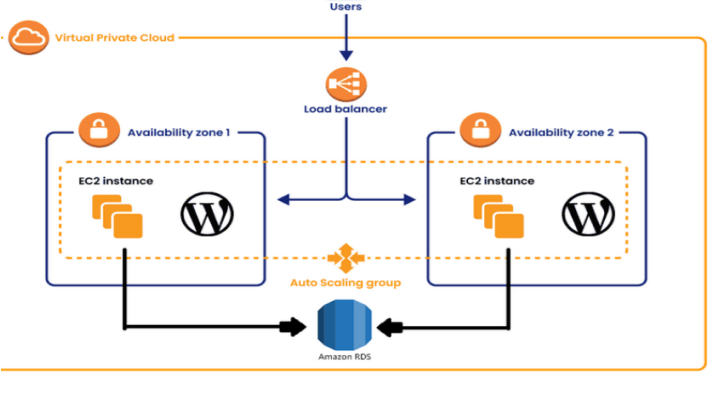 Users
Virtual Private Cloud
Load balancer
Availability zone 1
Availability zone 2
EC2 instance
EC2 instance
Auto Scaling group
Amazon RDS